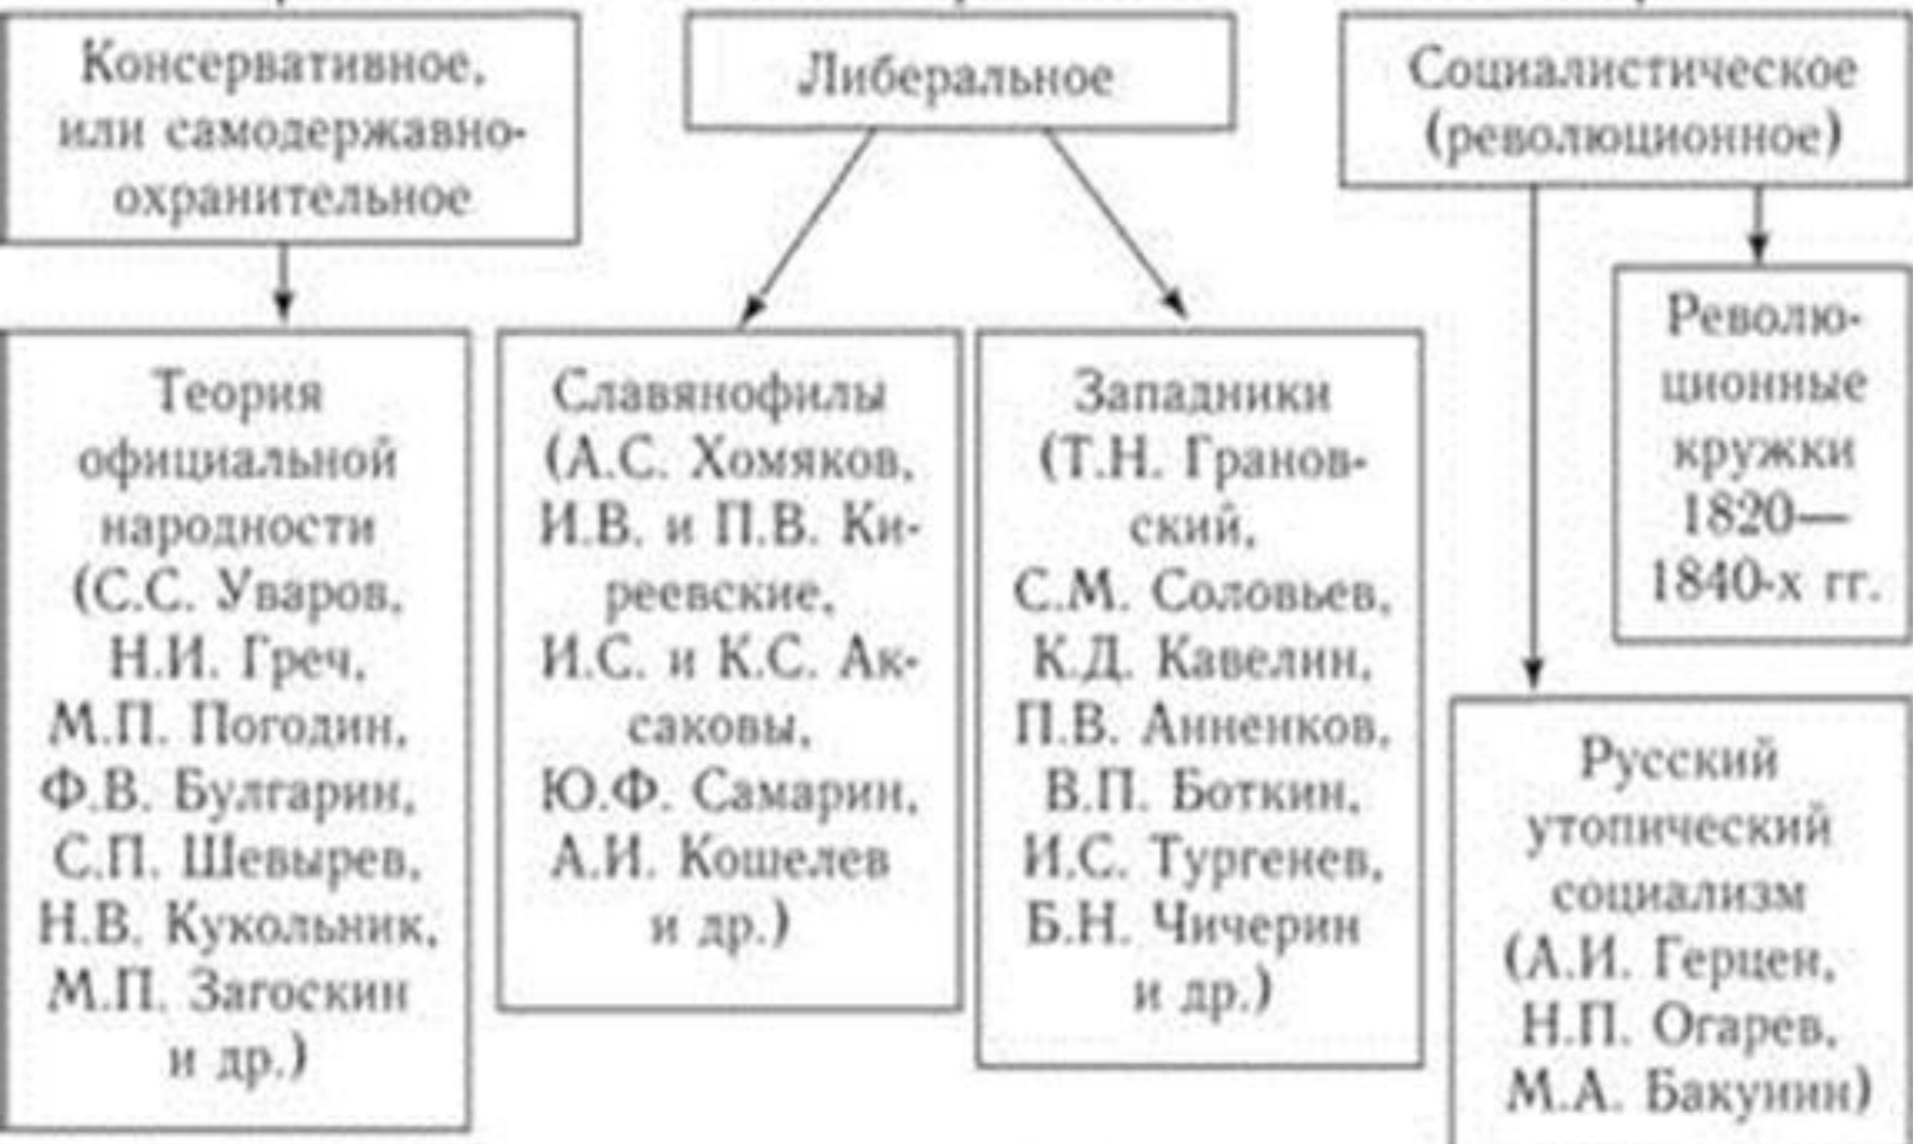 Консервативное,
или самодержавно-
охранительное
Либеральное
Социалистическое
(революционное)
Теория
официальной
народности
(С.С. Уваров,
Н.И. Греч,
М.П. Погодин,
Ф.В. Булгарин,
С.П. Шевырев,
Н.В. Кукольник,
М.П. Загоскин
и др.)
Славянофилы
(А.С. Хомяков,
И.В. и П.В. Ки-
реевские,
И.С. и К.С. Ак-
саковы,
Ю.Ф. Самарин,
А.И. Кошелев
и др.)
Западники
(Т.Н. Гранов-
ский,
С.М. Соловьев,
К.Д. Кавелин,
П.В. Анненков,
В.П. Боткин,
И.С. Тургенев,
Б.Н. Чичерин
и др.)
Револю-
ционные
кружки
1820—
1840-х гг.
Русский
утопический
социализм
(А.И. Герцен,
Н.П. Огарев,
М.А. Бакунин)